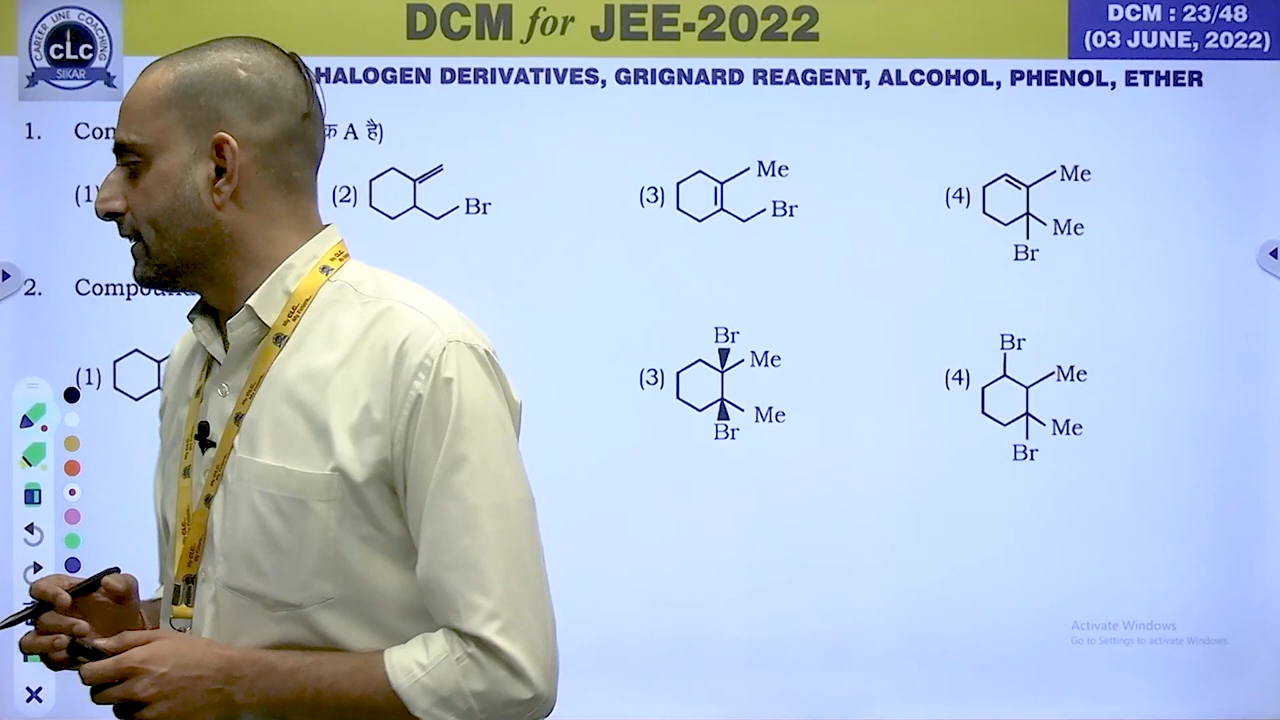 DCM for JEE-2022
DCM : 23/48
(03 JUNE, 2022)
CAREER LINE COACHING
CLC
SIKAR
HALOGEN DERIVATIVES, GRIGNARD REAGENT, ALCOHOL, PHENOL, ETHER
1. A है)
(1)
(2) Br
(3) Me
Br
(4) Me
Me
Br
2.
(1)
(3) Br
Me
Me
Br
(4) Br
Me
Me
Br
Activate Windows
Go to Settings to activate Windows.